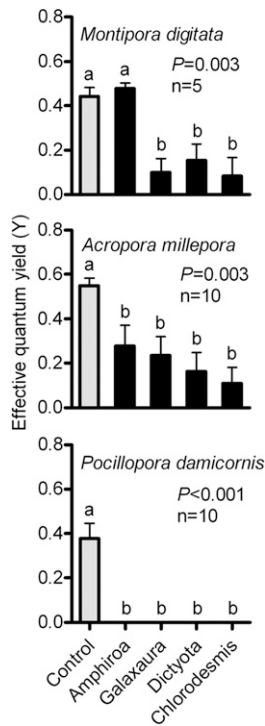 Effective quantum yield (Y)
Montipora digitata
P=0.003
n=5
0.8
0.6
0.4
0.2
0.0
a
a
b
b
b
Acropora millepora
P=0.003
n=10
0.8
0.6
0.4
0.2
0.0
a
b
b
b
b
Pocillopora damicornis
P<0.001
n=10
0.8
0.6
0.4
0.2
0.0
a
b
b
b
b
Control
Amphiroa
Galaxaura
Dictyota
Chlorodesmis